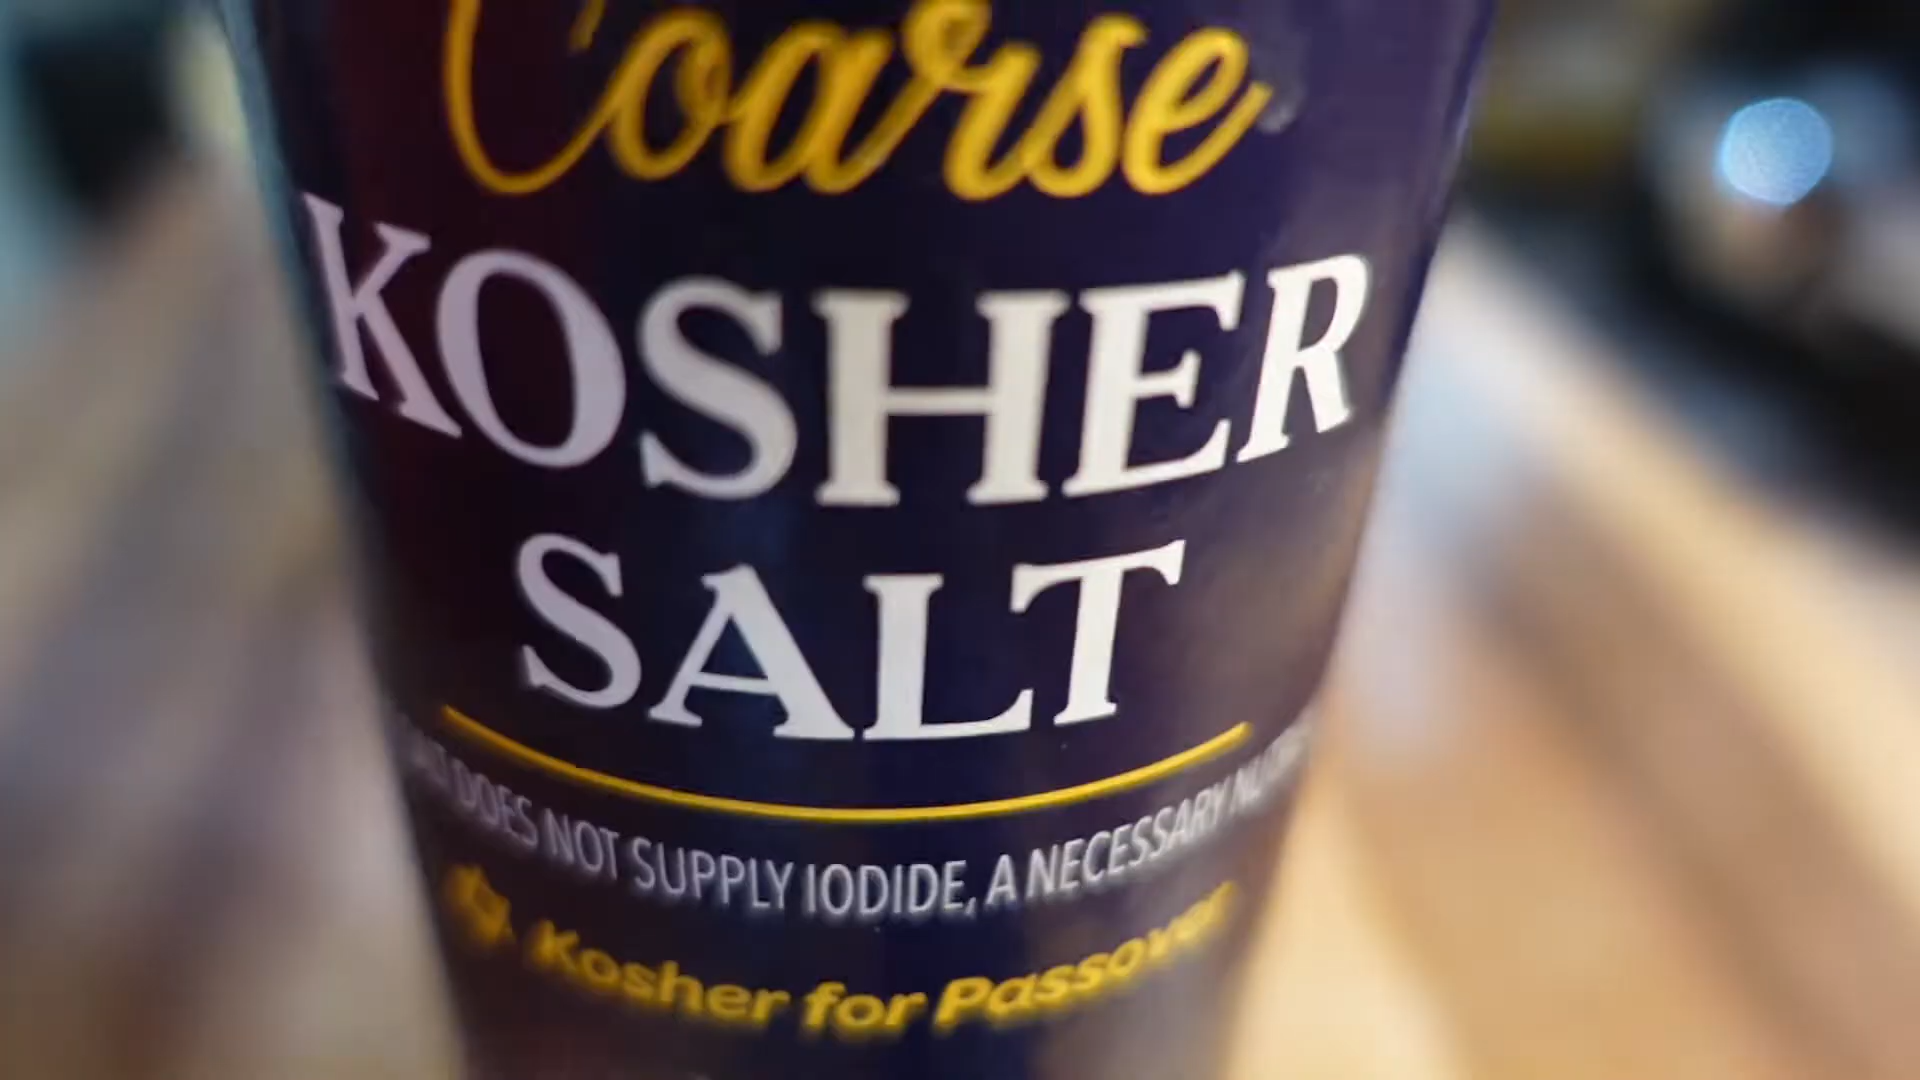 Coarse
KOSHER
SALT
DOES NOT SUPPLY IODIDE, A NECESSARY
Kosher for Passover